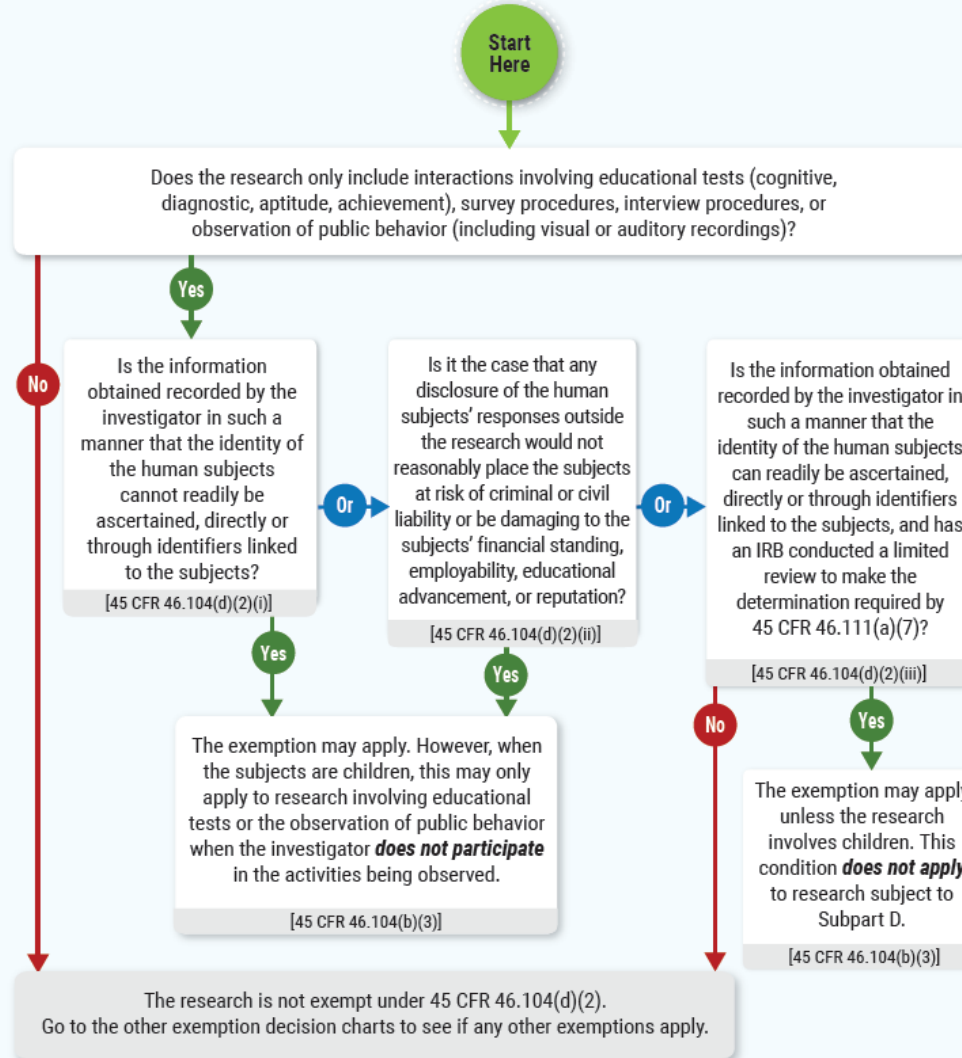 Start
Here
Does the research only include interactions involving educational tests (cognitive,
diagnostic, aptitude, achievement), survey procedures, interview procedures, or
observation of public behavior (including visual or auditory recordings)?
Yes
No
Is the information
obtained recorded by the
investigator in such a
manner that the identity of
the human subjects
cannot readily be
ascertained, directly or
through identifiers linked
to the subjects?
[45 CFR 46.104(d)(2)(i)]
Or
Is it the case that any
disclosure of the human
subjects' responses outside
the research would not
reasonably place the subjects
at risk of criminal or civil
liability or be damaging to the
subjects' financial standing,
employability, educational
advancement, or reputation?
[45 CFR 46.104(d)(2)(ii)]
Or
Is the information obtained
recorded by the investigator in
such a manner that the
identity of the human subjects
can readily be ascertained,
directly or through identifiers
linked to the subjects, and has
an IRB conducted a limited
review to make the
determination required by
45 CFR 46.111(a)(7)?
[45 CFR 46.104(d)(2)(iii)]
Yes
Yes
No
Yes
The exemption may apply. However, when
the subjects are children, this may only
apply to research involving educational
tests or the observation of public behavior
when the investigator does not participate
in the activities being observed.
[45 CFR 46.104(b)(3)]
The exemption may apply
unless the research
involves children. This
condition does not apply
to research subject to
Subpart D.
[45 CFR 46.104(b)(3)]
The research is not exempt under 45 CFR 46.104(d)(2).
Go to the other exemption decision charts to see if any other exemptions apply.